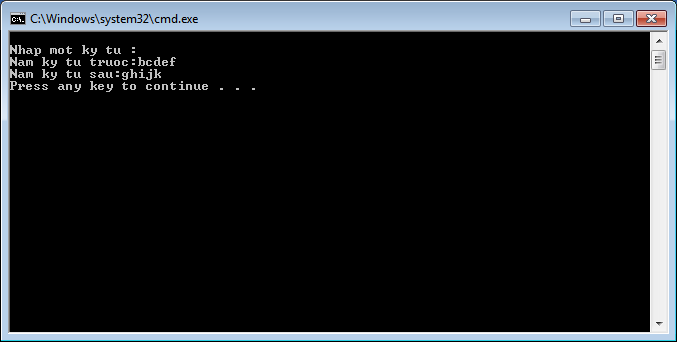 C:\Windows\system32\cmd.exe
Nhap mot ky tu :
Nam ky tu truoc:bcdef
Nam ky tu sau:ghijk
Press any key to continue . . .